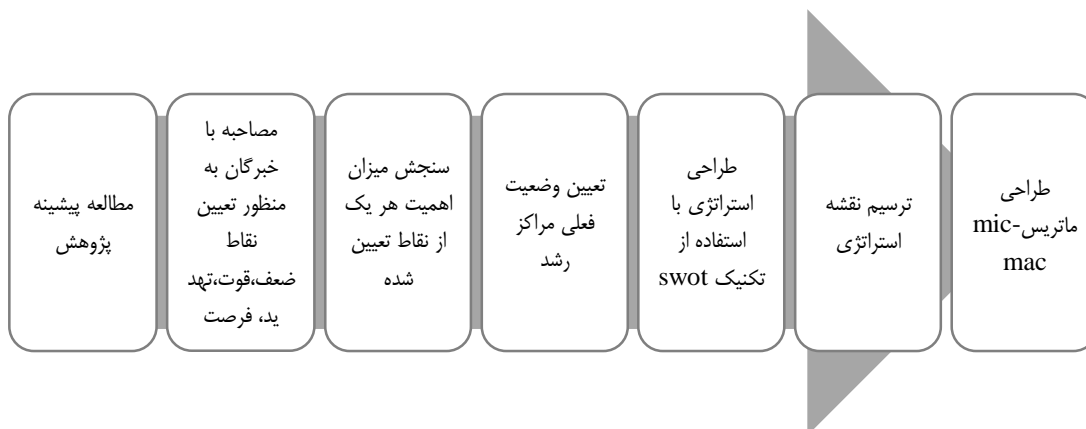 مطالعه پیشینه
پژوهش
مصاحبه با
خبرگان به
منظور تعیین
نقاط
ضعف،قوت،تهد
ید، فرصت
سنجش میزان
اهمیت هر یک
از نقاط تعیین
شده
تعیین وضعیت
فعلی مراکز
رشد
طراحی
استراتژی با
استفاده از
تکنیک swot
ترسیم نقشه
استراتژی
طراحی
ماتریس mic-
mac